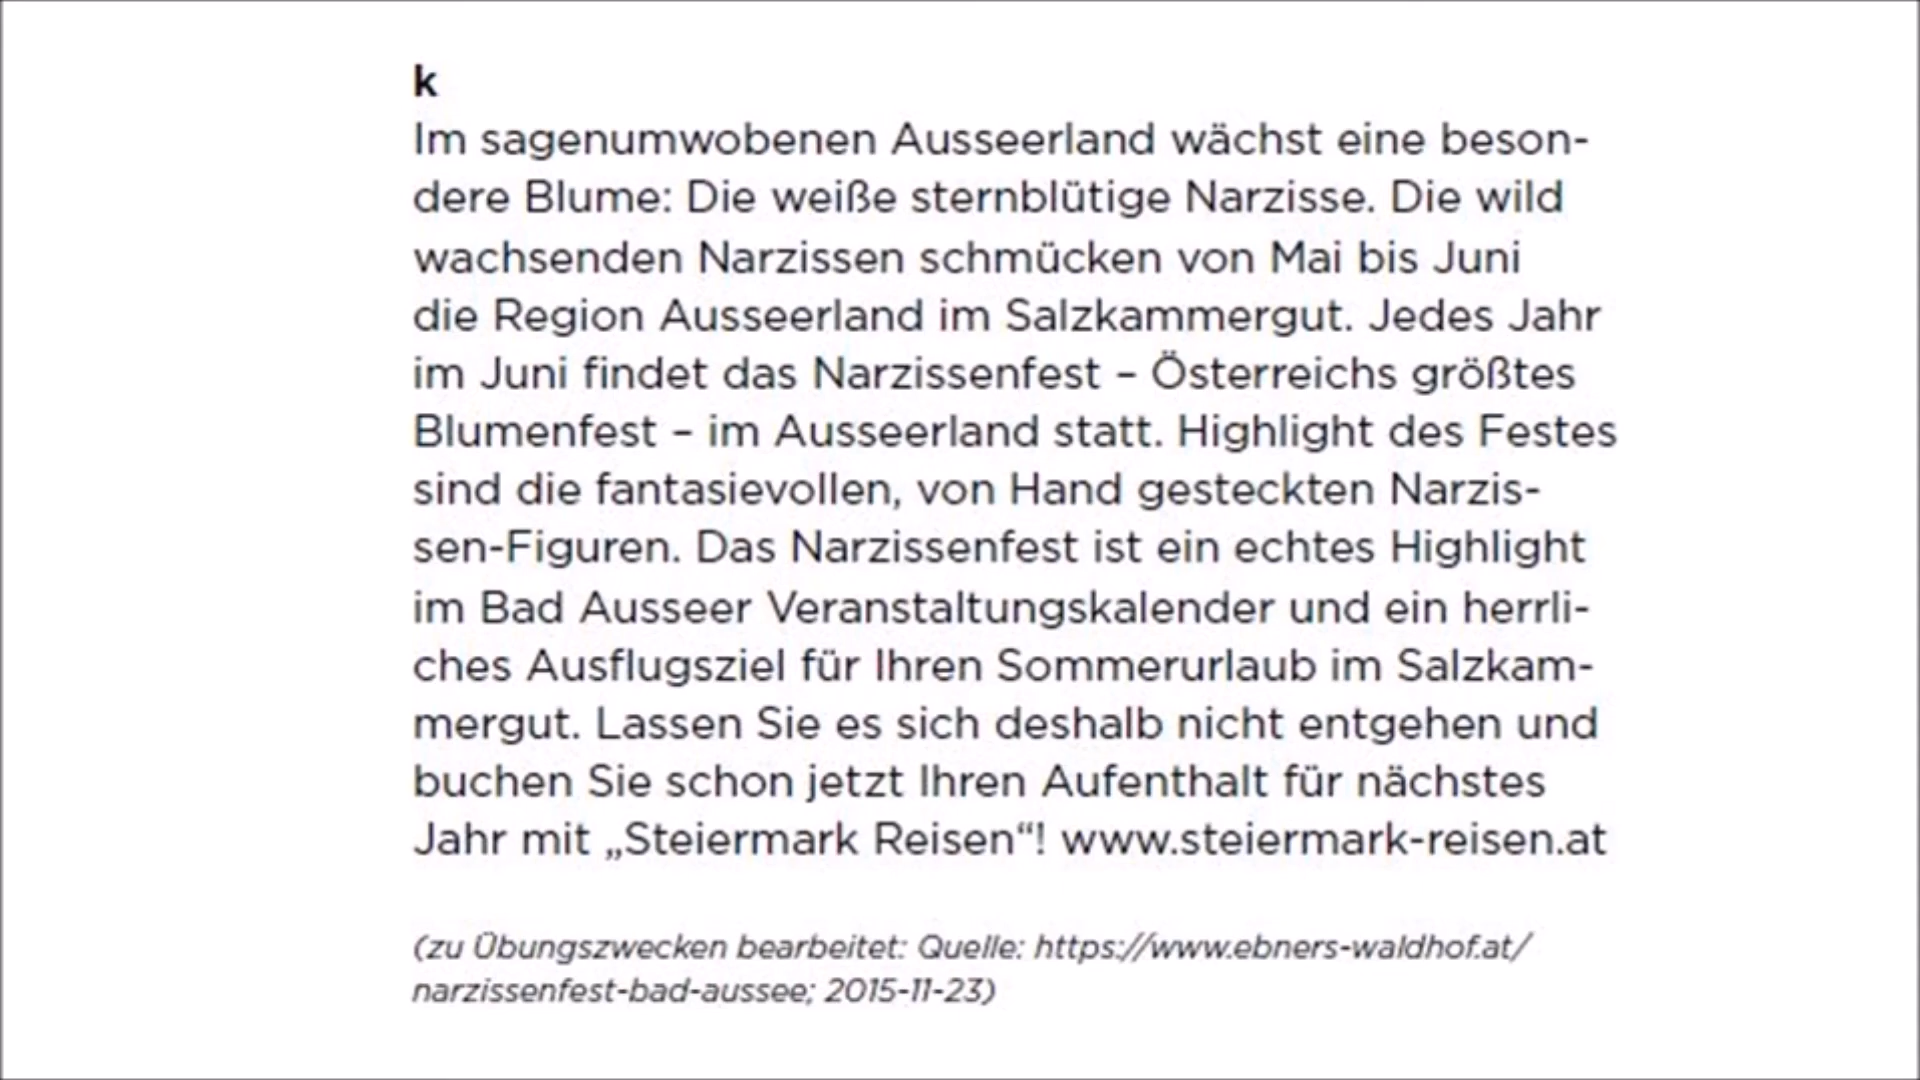 k
Im sagenumwobenen Ausseerland wächst eine beson-
dere Blume: Die weiße sternblütige Narzisse. Die wild
wachsenden Narzissen schmücken von Mai bis Juni
die Region Ausseerland im Salzkammergut. Jedes Jahr
im Juni findet das Narzissenfest – Österreichs größtes
Blumenfest – im Ausseerland statt. Highlight des Festes
sind die fantasievollen, von Hand gesteckten Narzis-
sen-Figuren. Das Narzissenfest ist ein echtes Highlight
im Bad Ausseer Veranstaltungskalender und ein herrli-
ches Ausflugsziel für Ihren Sommerurlaub im Salzkam-
mergut. Lassen Sie es sich deshalb nicht entgehen und
buchen Sie schon jetzt Ihren Aufenthalt für nächstes
Jahr mit „Steiermark Reisen“! www.steiermark-reisen.at
(zu Übungszwecken bearbeitet: Quelle: https://www.ebners-waldhof.at/
narzissenfest-bad-aussee; 2015-11-23)